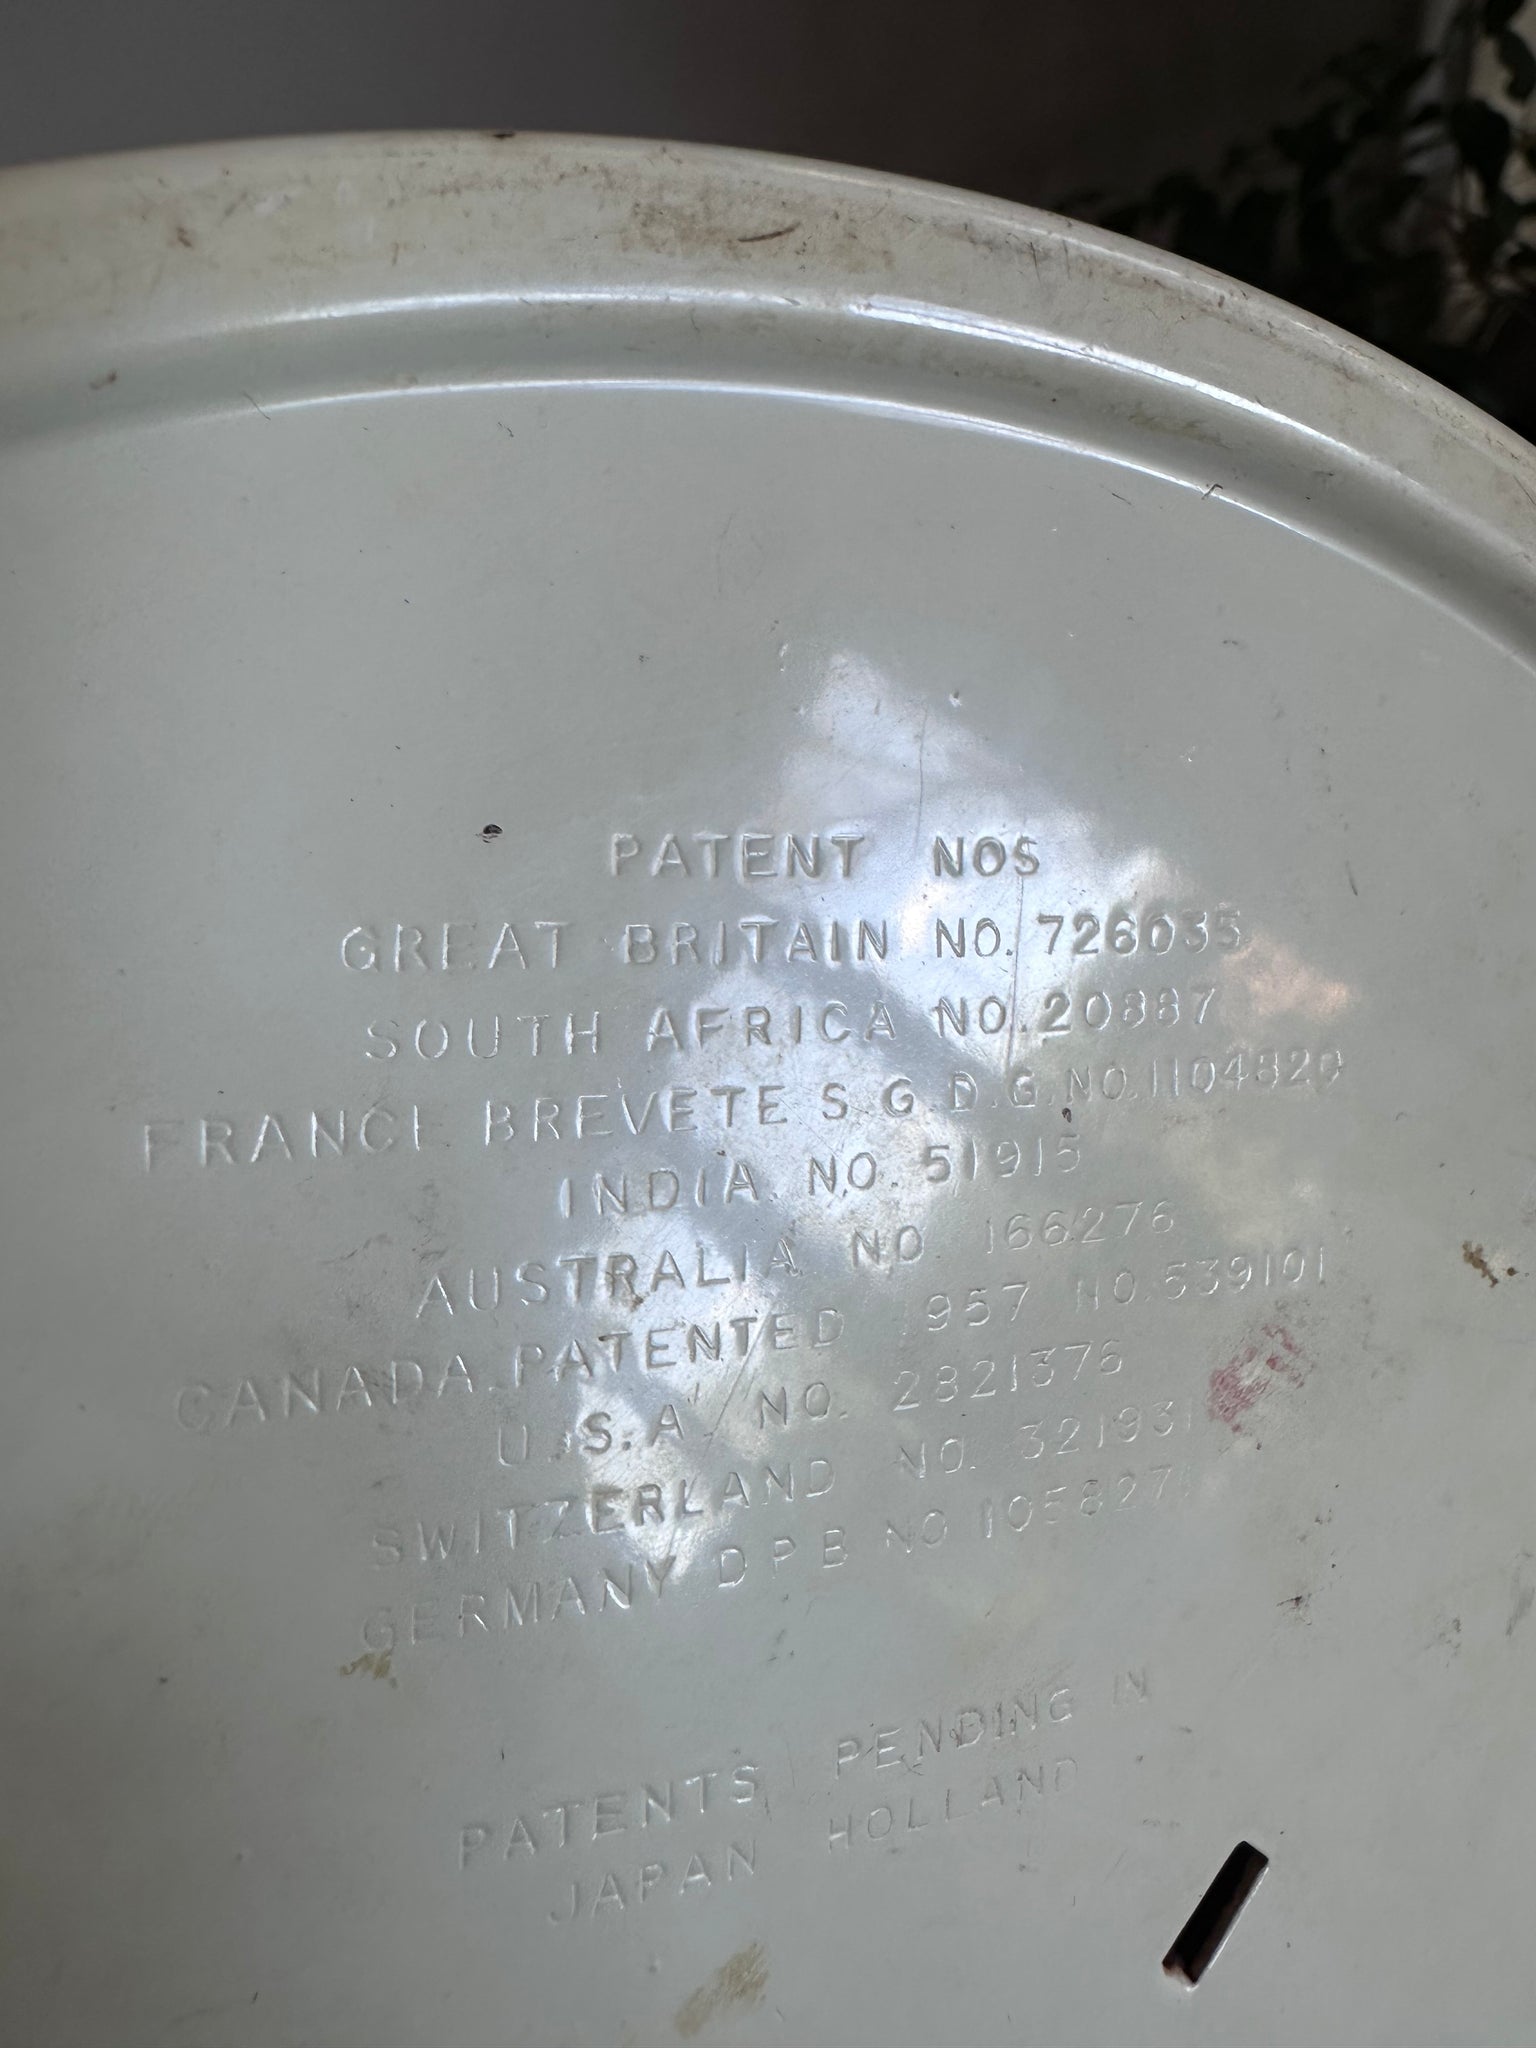 PATENT NOS
GREAT BRITAIN NO. 726035
SOUTH AFRICA NO. 20887
FRANCE BREVETE S.G.D.G. NO. 1104820
INDIA. NO. 51915
AUSTRALIA NO. 166276
CANADA PATENTED 1957 NO. 539101
U.S.A. NO. 2821376
SWITZERLAND NO. 321931
GERMANY D P B NO 1058271
PATENTS PENDING IN
JAPAN HOLLAND